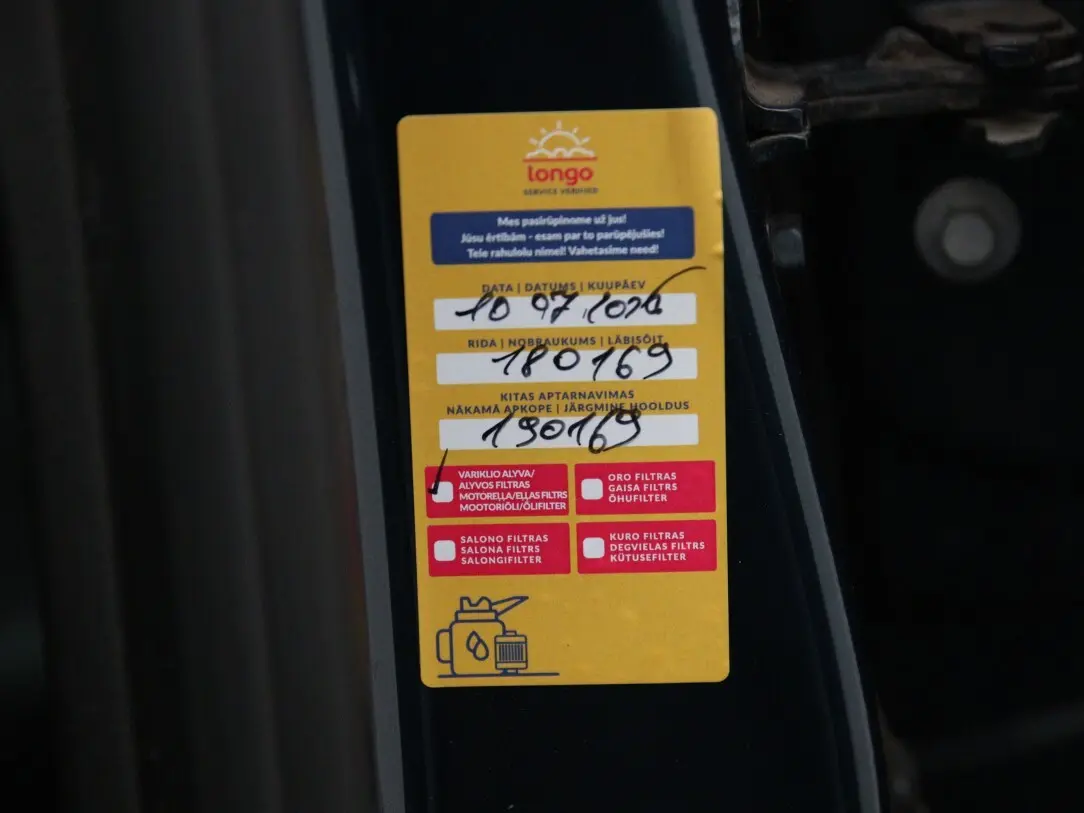 longo
SERVICE VERIFIED
Mes pasirūpinome už jus!
Jūsu ērtībām - esam par to parūpējušies!
Teie rahulolu nimel! Vahetasime need!
DATA | DATUMS | KUUPÄEV
10 07 2026
RIDA | NOBRAUKUMS | LÄBISÕIT
180169
KITAS APTARNAVIMAS
NĀKAMĀ APKOPE | JÄRGMINE HOOLDUS
190169
VARIKLIO ALYVA/
ALYVOS FILTRAS
MOTOREĻĻA/EĻĻAS FILTRS
MOOTORIÕLI/ÕLIFILTER
ORO FILTRAS
GAISA FILTRS
ÕHUFILTER
SALONO FILTRAS
SALONA FILTRS
SALONGIFILTER
KURO FILTRAS
DEGVIELAS FILTRS
KÜTUSEFILTER